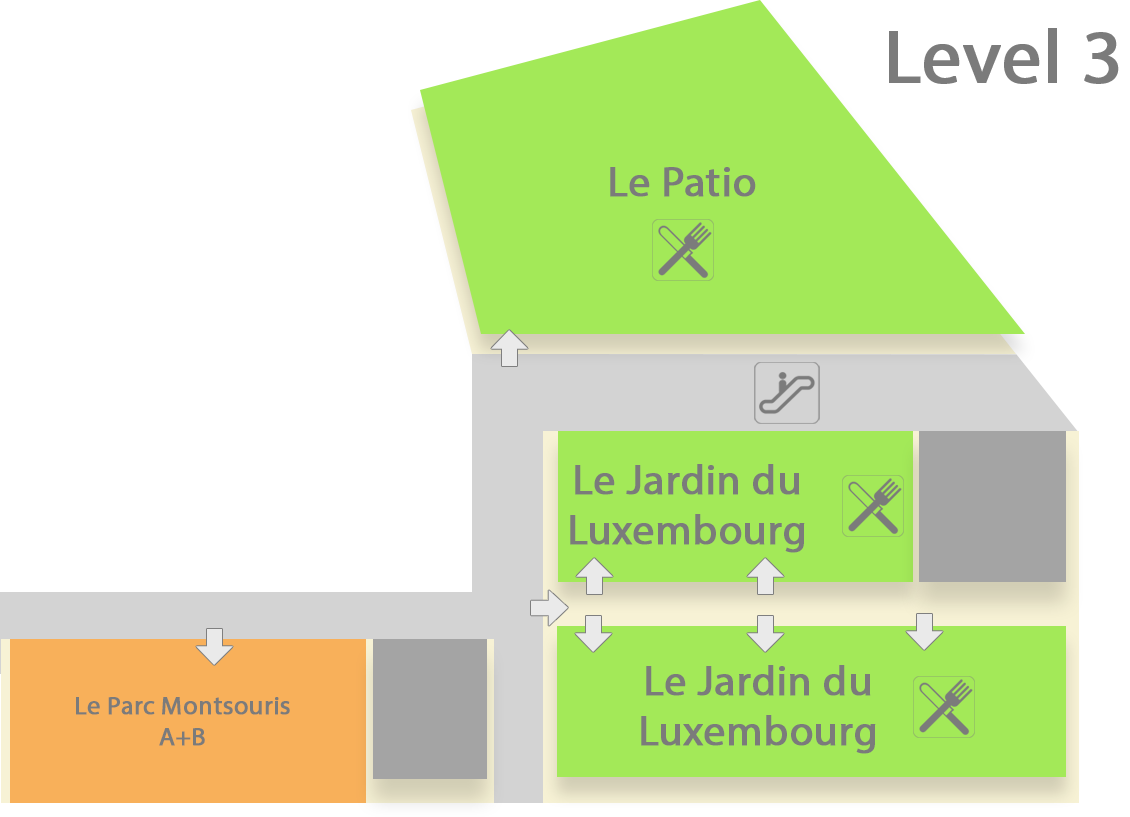 Level 3
Le Patio
Le Jardin du
Luxembourg
Le Jardin du
Luxembourg
Le Parc Montsouris
A+B